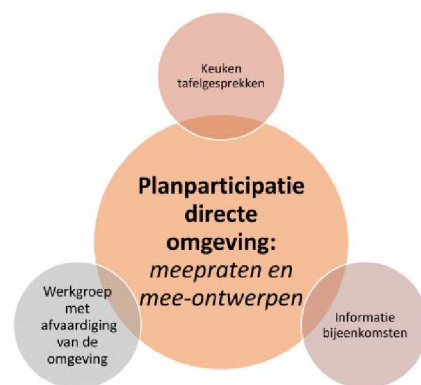 Keuken
tafelgesprekken
Planparticipatie
directe
omgeving:
meepraten en
mee-ontwerpen
Werkgroep
met
afvaardiging
van de
omgeving
Informatie
bijeenkomsten